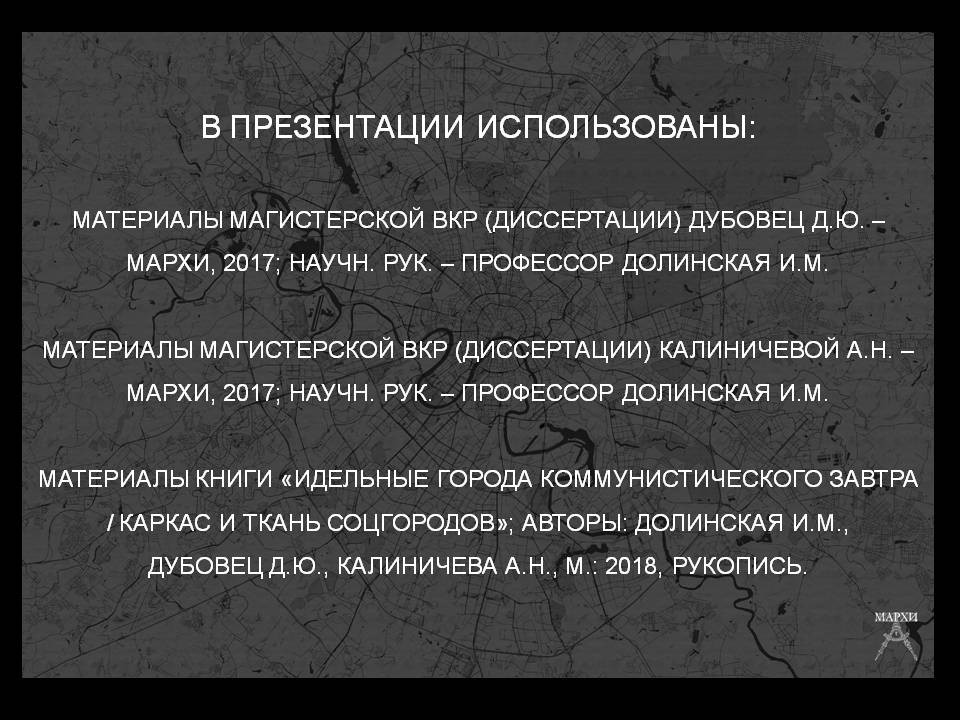 В ПРЕЗЕНТАЦИИ ИСПОЛЬЗОВАНЫ:
МАТЕРИАЛЫ МАГИСТЕРСКОЙ ВКР (ДИССЕРТАЦИИ) ДУБОВЕЦ Д.Ю. –
МАРХИ, 2017; НАУЧН. РУК. – ПРОФЕССОР ДОЛИНСКАЯ И.М.
МАТЕРИАЛЫ МАГИСТЕРСКОЙ ВКР (ДИССЕРТАЦИИ) КАЛИНИЧЕВОЙ А.Н. –
МАРХИ, 2017; НАУЧН. РУК. – ПРОФЕССОР ДОЛИНСКАЯ И.М.
МАТЕРИАЛЫ КНИГИ «ИДЕЛЬНЫЕ ГОРОДА КОММУНИСТИЧЕСКОГО ЗАВТРА
/ КАРКАС И ТКАНЬ СОЦГОРОДОВ»; АВТОРЫ: ДОЛИНСКАЯ И.М.,
ДУБОВЕЦ Д.Ю., КАЛИНИЧЕВА А.Н., М.: 2018, РУКОПИСЬ.
МАРХИ